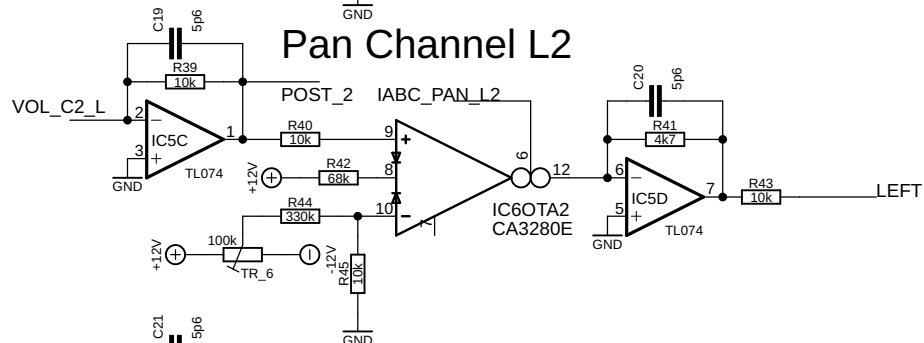 GND
C19
5p6
Pan Channel L2
R39
10k
VOL_C2_L
POST_2
IABC_PAN_L2
C20
5p6
2
−
IC5C
1
3
+
GND
TL074
R40
10k
9
+
R41
4k7
+12V
+
R42
68k
8
6
12
6
−
IC5D
7
R43
10k
LEFT
R44
330k
10
−
7
IC6OTA2
CA3280E
5
+
GND
TL074
+12V
+
100k
TR_6
−
-12V
R45
10k
GND
C21
5p6